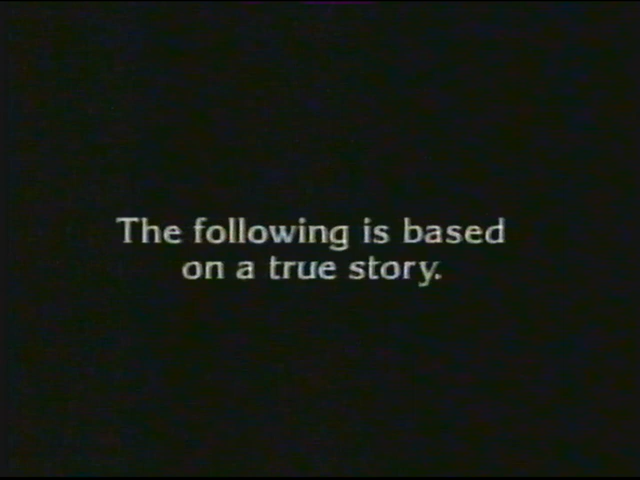 The following is based
on a true story.